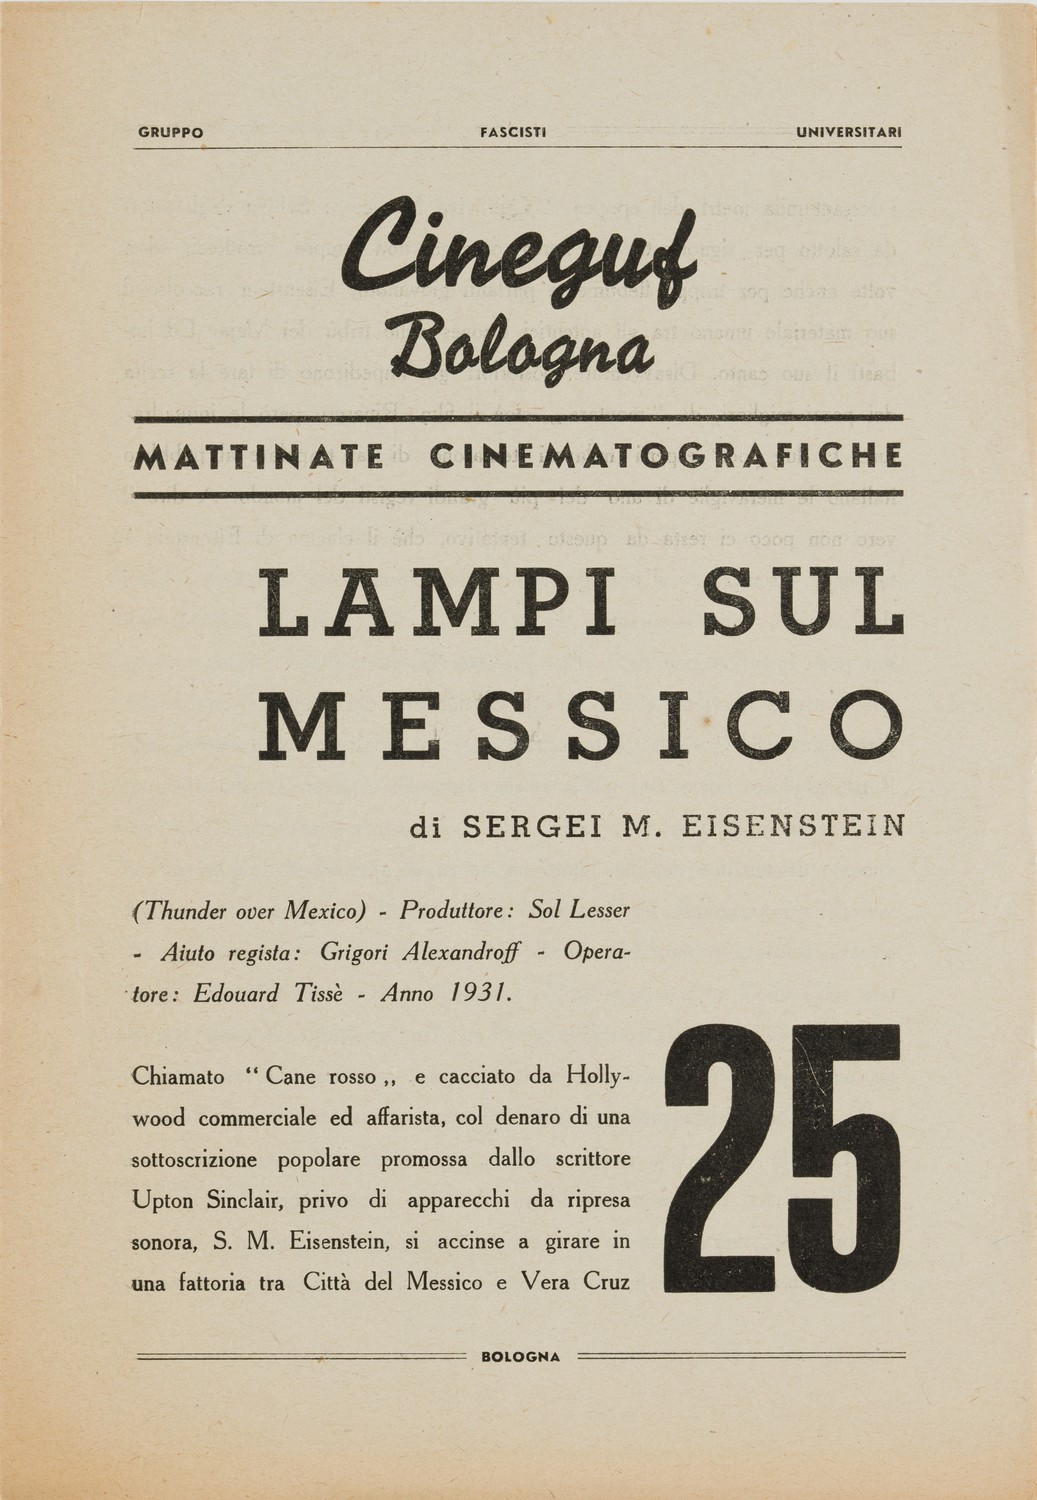 GRUPPO FASCISTI UNIVERSITARI
Cineguf
Bologna
MATTINATE CINEMATOGRAFICHE
LAMPI SUL
MESSICO
di SERGEI M. EISENSTEIN
(Thunder over Mexico) - Produttore: Sol Lesser
- Aiuto regista: Grigori Alexandroff - Opera-
tore: Edouard Tissè - Anno 1931.
Chiamato “ Cane rosso „ e cacciato da Holly-
wood commerciale ed affarista, col denaro di una
sottoscrizione popolare promossa dallo scrittore
Upton Sinclair, privo di apparecchi da ripresa
sonora, S. M. Eisenstein, si accinse a girare in
una fattoria tra Città del Messico e Vera Cruz
25
BOLOGNA